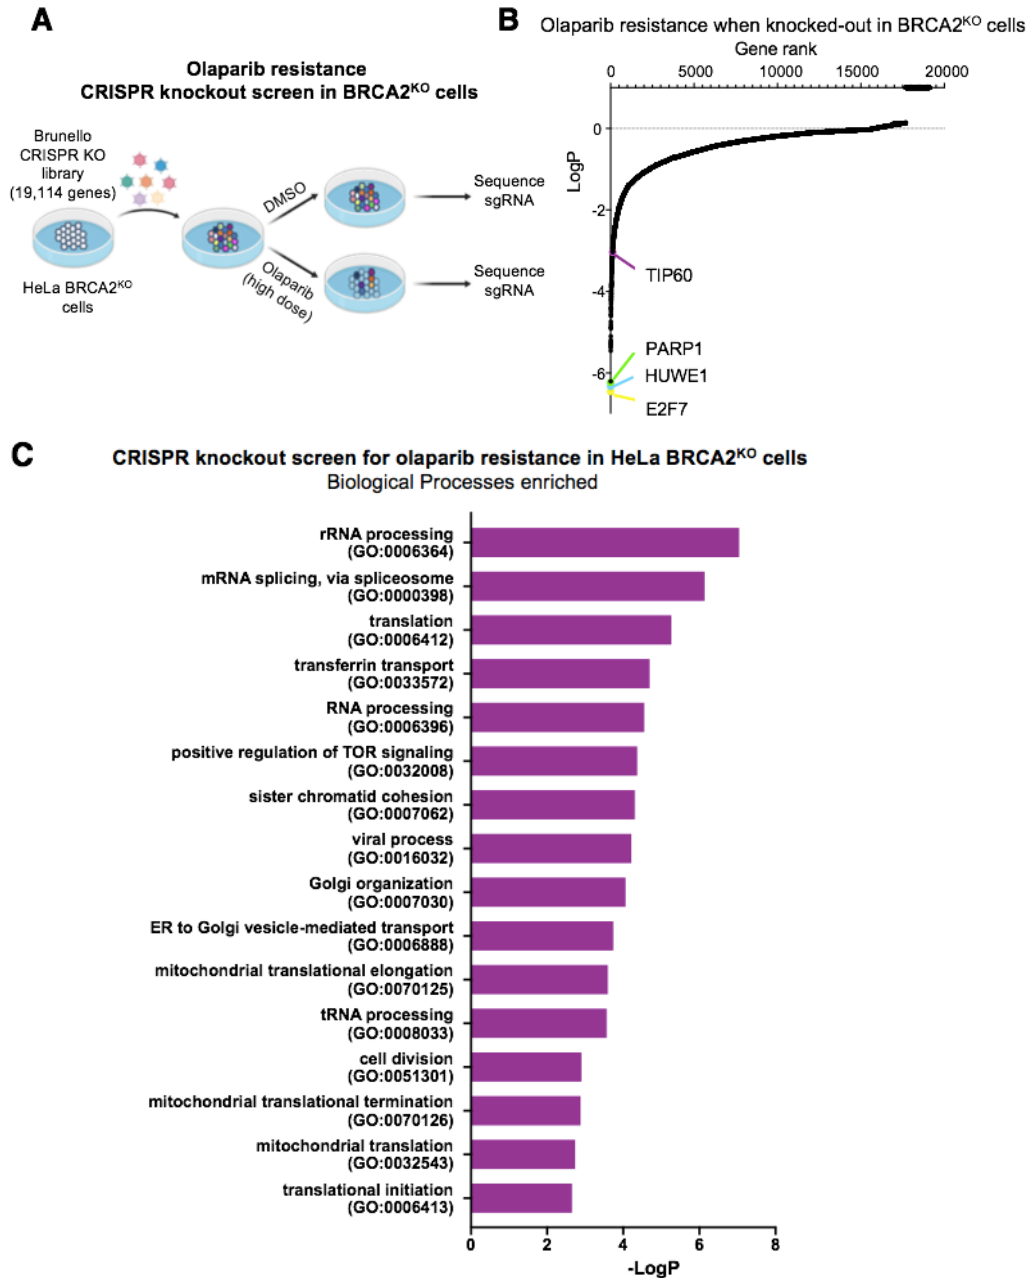 A
Olaparib resistance
CRISPR knockout screen in BRCA2KO cells
Brunello
CRISPR KO
library
(19,114 genes)
HeLa BRCA2KO
cells
DMSO
Olaparib
(high dose)
Sequence
sgRNA
Sequence
sgRNA
B
Olaparib resistance when knocked-out in BRCA2KO cells
Gene rank
0 5000 10000 15000 20000
LogP
0
-2
-4
-6
TIP60
PARP1
HUWE1
E2F7
C
CRISPR knockout screen for olaparib resistance in HeLa BRCA2KO cells
Biological Processes enriched
rRNA processing
(GO:0006364)
mRNA splicing, via spliceosome
(GO:0000398)
translation
(GO:0006412)
transferrin transport
(GO:0033572)
RNA processing
(GO:0006396)
positive regulation of TOR signaling
(GO:0032008)
sister chromatid cohesion
(GO:0007062)
viral process
(GO:0016032)
Golgi organization
(GO:0007030)
ER to Golgi vesicle-mediated transport
(GO:0006888)
mitochondrial translational elongation
(GO:0070125)
tRNA processing
(GO:0008033)
cell division
(GO:0051301)
mitochondrial translational termination
(GO:0070126)
mitochondrial translation
(GO:0032543)
translational initiation
(GO:0006413)
0 2 4 6 8
-LogP